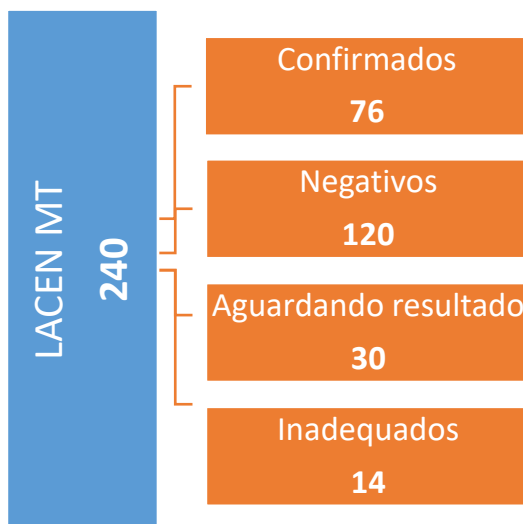 LACEN MT
240
Confirmados
76
Negativos
120
Aguardando resultado
30
Inadequados
14